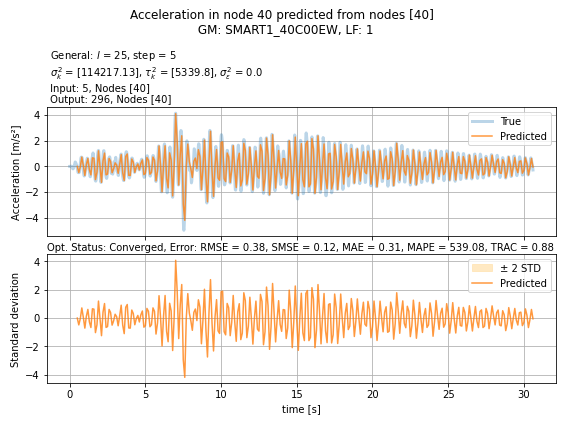 Acceleration in node 40 predicted from nodes [40]
GM: SMART1_40C00EW, LF: 1
General: l = 25, step = 5
σ²ₖ = [114217.13], τ²ₖ = [5339.8], σ²ε = 0.0
Input: 5, Nodes [40]
Output: 296, Nodes [40]
Acceleration [m/s²]
4
2
0
−2
−4
True
Predicted
Opt. Status: Converged, Error: RMSE = 0.38, SMSE = 0.12, MAE = 0.31, MAPE = 539.08, TRAC = 0.88
Standard deviation
4
2
0
−2
−4
± 2 STD
Predicted
0 5 10 15 20 25 30
time [s]